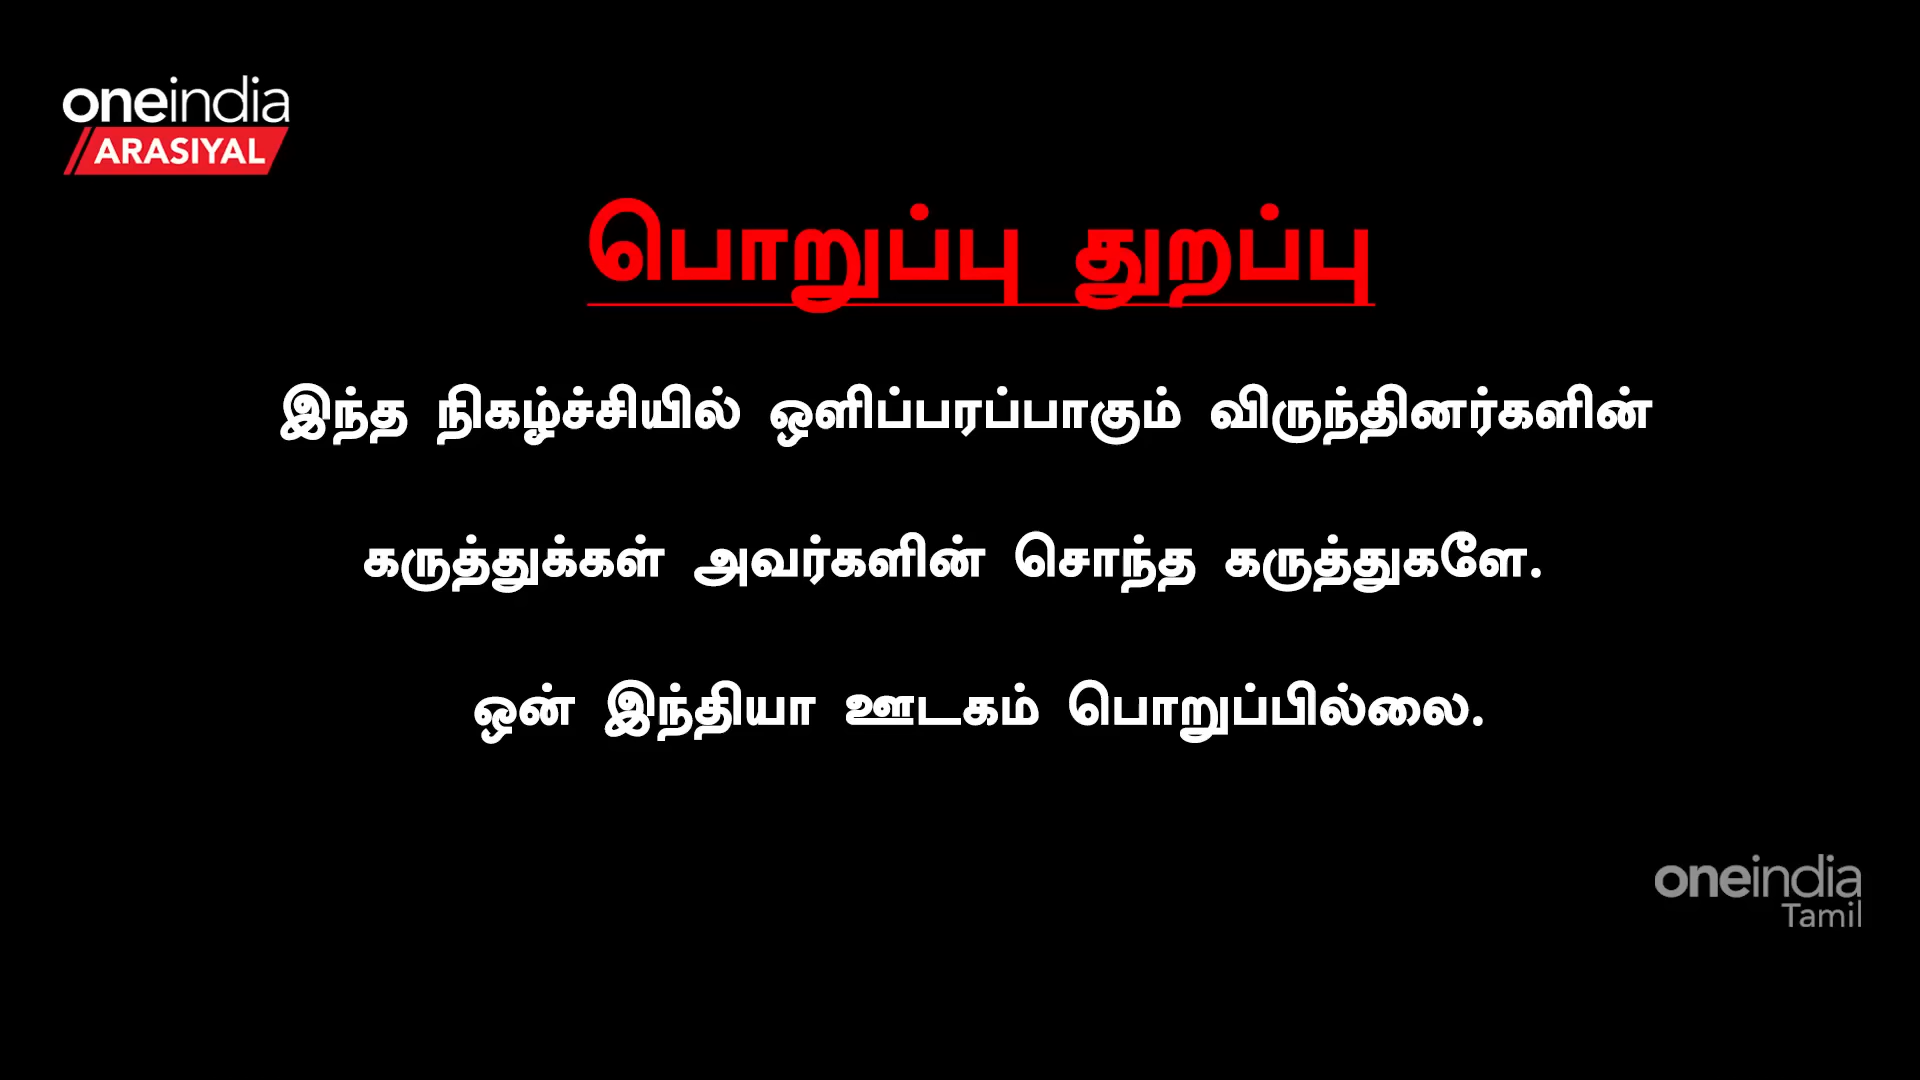 oneindia
ARASIYAL
பொறுப்பு துறப்பு
இந்த நிகழ்ச்சியில் ஒளிப்பரப்பாகும் விருந்தினர்களின்
கருத்துக்கள் அவர்களின் சொந்த கருத்துகளே.
ஒன் இந்தியா ஊடகம் பொறுப்பில்லை.
oneindia
Tamil